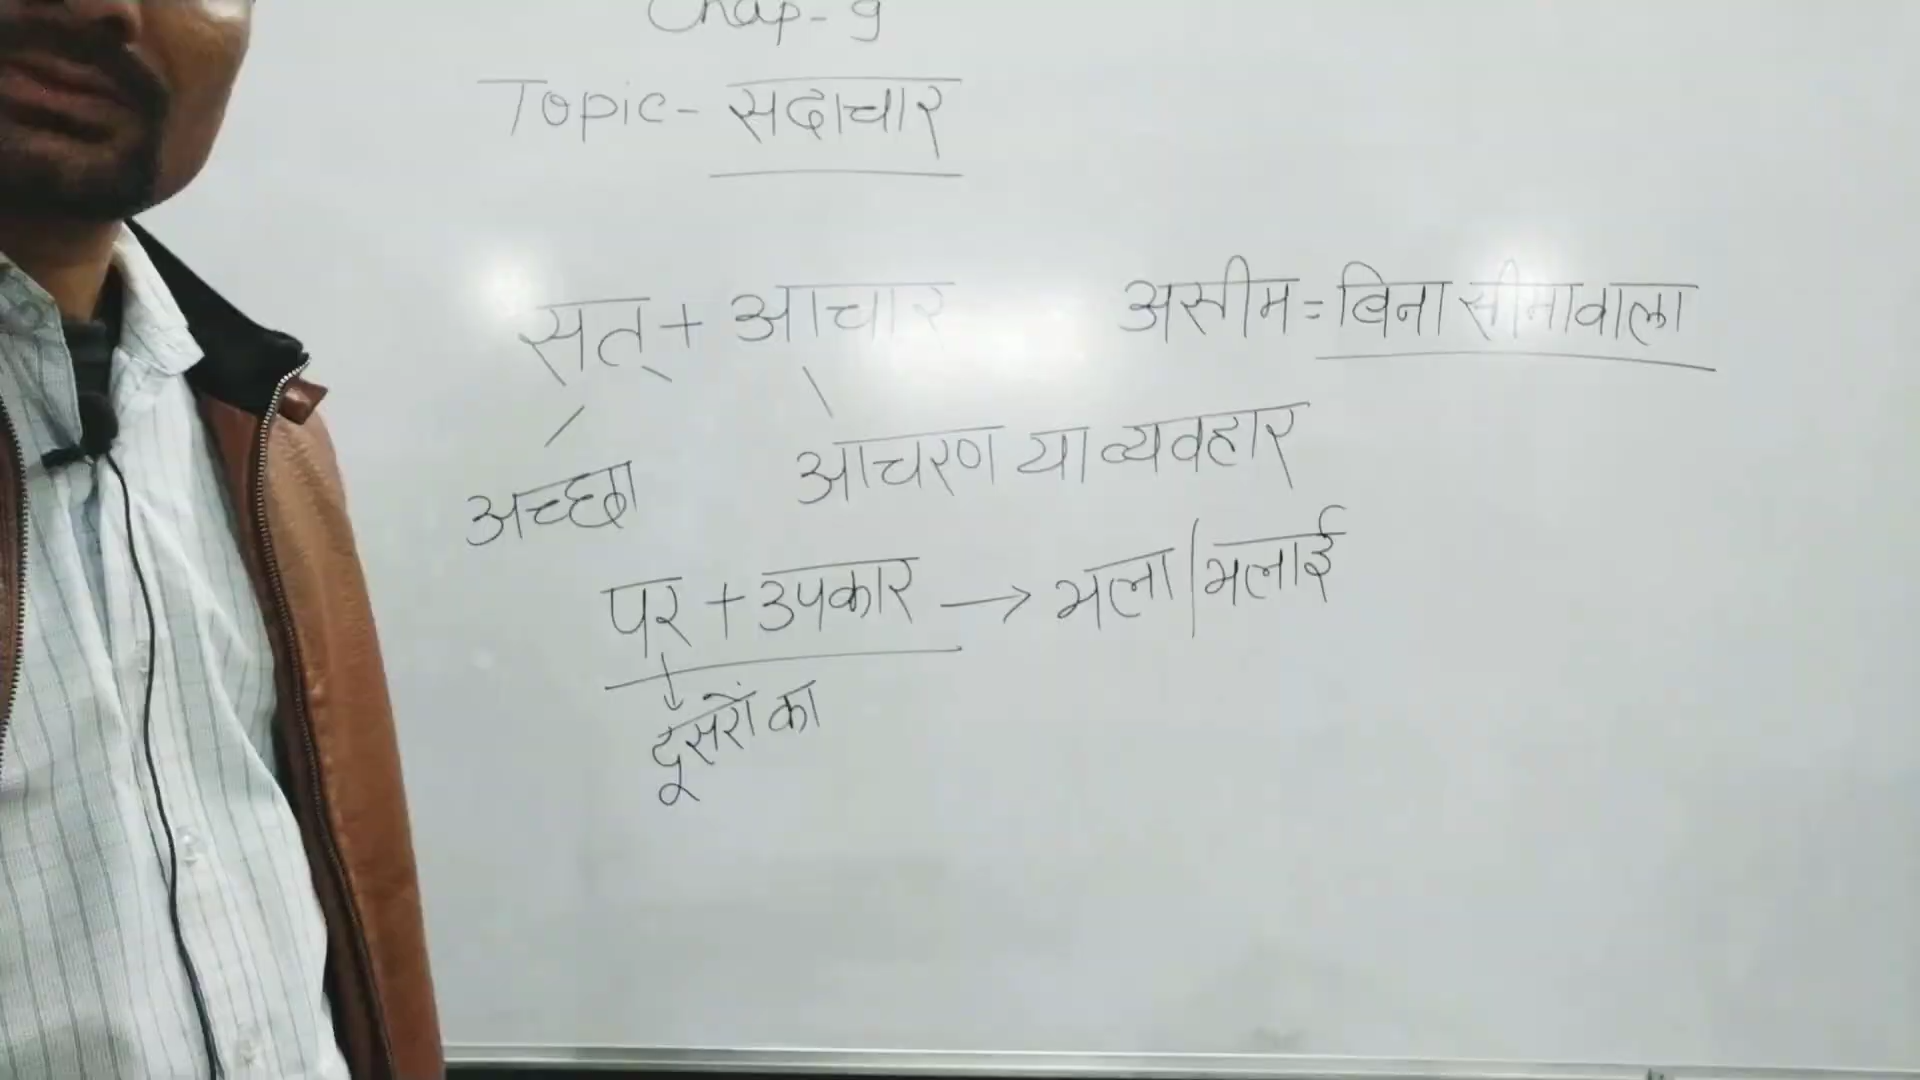 Chap- 9
Topic- सदाचार
सत् + आचार
असीम = बिना सीमावाला
अच्छा
आचरण या व्यवहार
पर + उपकार → भला | भलाई
दूसरों का